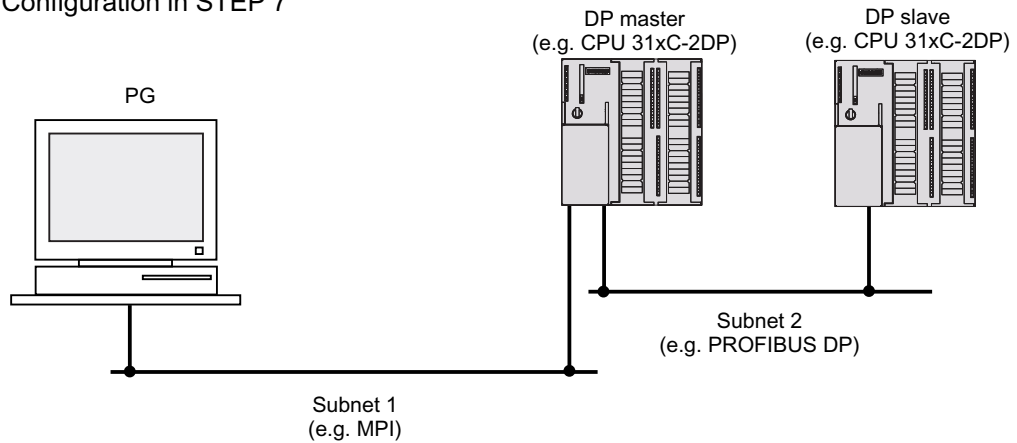 Configuration in STEP 7
DP master
(e.g. CPU 31xC-2DP)
DP slave
(e.g. CPU 31xC-2DP)
PG
Subnet 2
(e.g. PROFIBUS DP)
Subnet 1
(e.g. MPI)